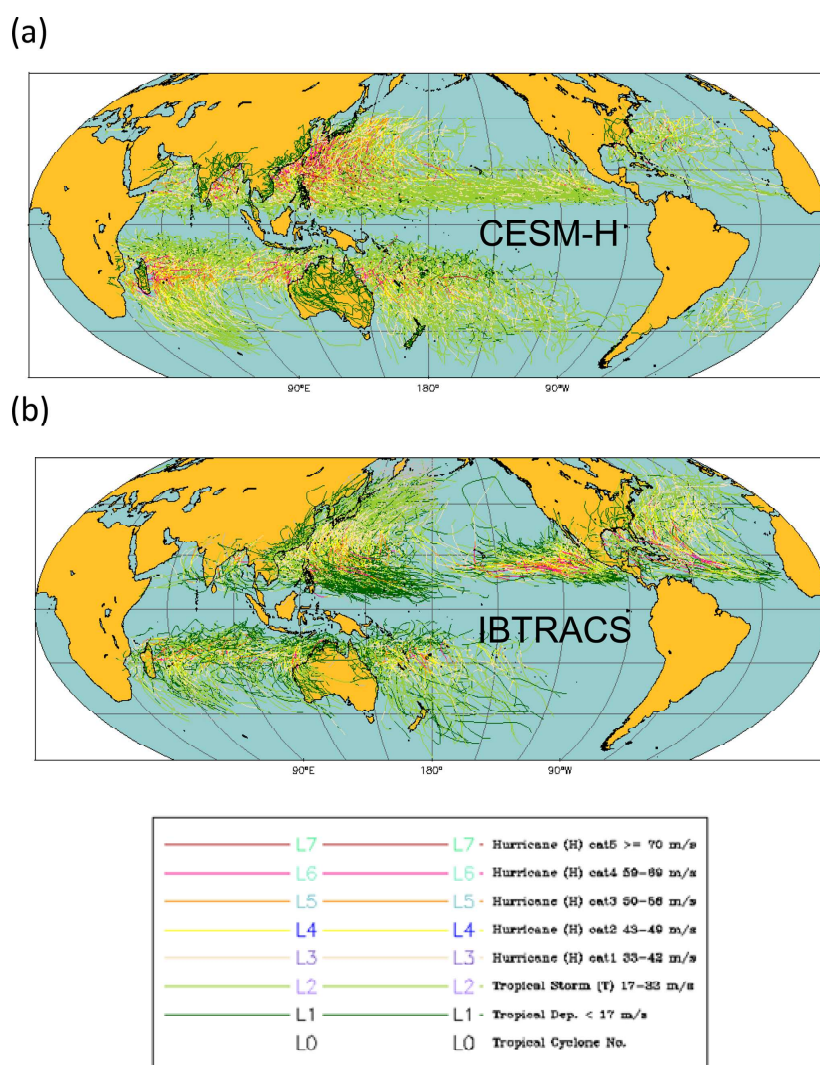 (a)
CESM-H
90°E 180° 90°W
(b)
IBTRACS
90°E 180° 90°W
L7 L7 Hurricane (H) cat5 >= 70 m/s
L6 L6 Hurricane (H) cat4 59-69 m/s
L5 L5 Hurricane (H) cat3 50-58 m/s
L4 L4 Hurricane (H) cat2 43-49 m/s
L3 L3 Hurricane (H) cat1 33-42 m/s
L2 L2 Tropical Storm (T) 17-32 m/s
L1 L1 Tropical Dep. < 17 m/s
L0 L0 Tropical Cyclone No.